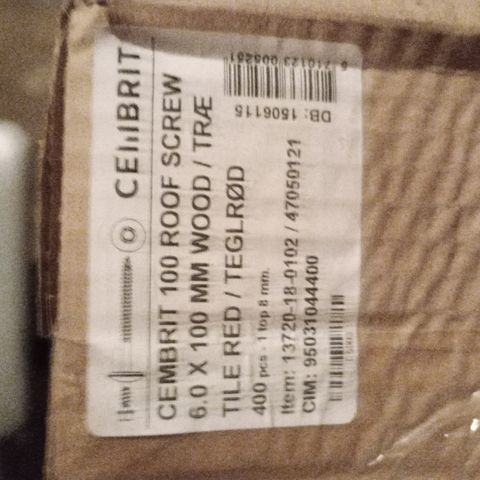 CEMBRIT
CEMBRIT 100 ROOF SCREW
6.0 X 100 MM WOOD / TRÆ
TILE RED / TEGLRØD
400 pcs - 1 top 8 mm.
Item: 13720-18-0102 / 47050121
CIM: 95031044400
DB: 1506115